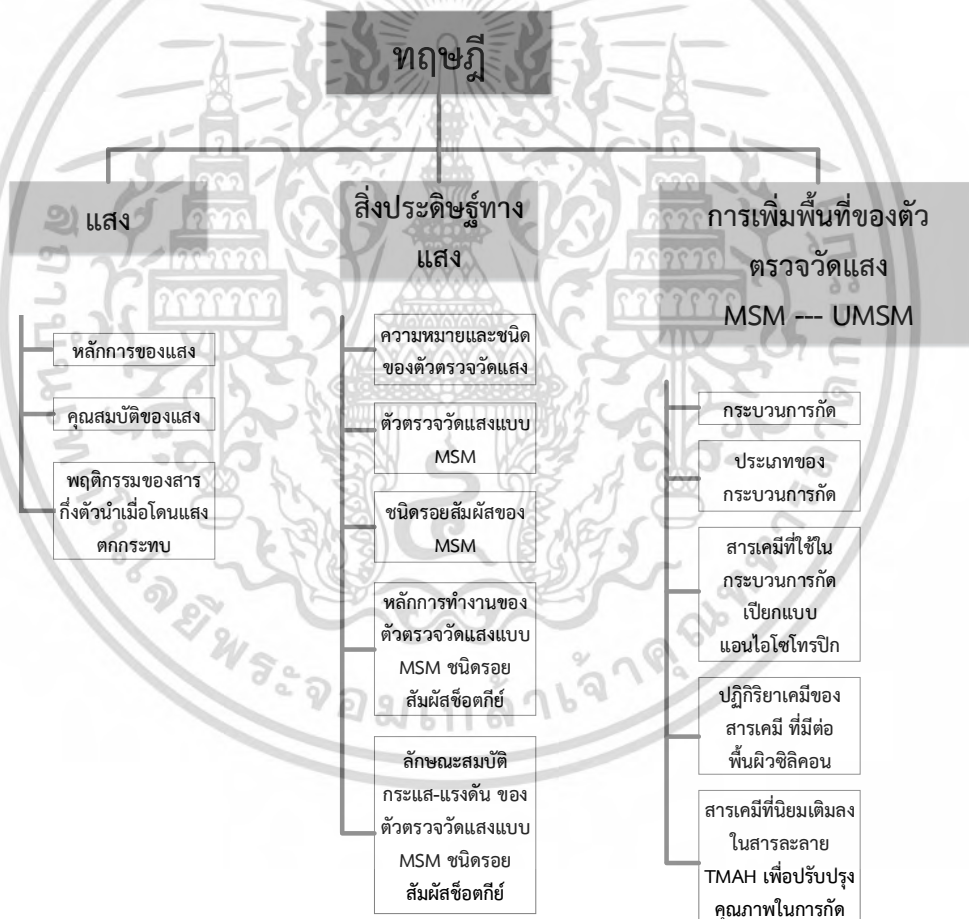 ทฤษฎี
แสง
หลักการของแสง
คุณสมบัติของแสง
พฤติกรรมของสาร
กึ่งตัวนำเมื่อโดนแสง
ตกกระทบ
สิ่งประดิษฐ์ทาง
แสง
ความหมายและชนิด
ของตัวตรวจวัดแสง
ตัวตรวจวัดแสงแบบ
MSM
ชนิดรอยสัมผัสของ
MSM
หลักการทำงานของ
ตัวตรวจวัดแสงแบบ
MSM ชนิดรอย
สัมผัสช็อตกีย์
ลักษณะสมบัติ
กระแส-แรงดัน ของ
ตัวตรวจวัดแสงแบบ
MSM ชนิดรอย
สัมผัสช็อตกีย์
การเพิ่มพื้นที่ของตัว
ตรวจวัดแสง
MSM --- UMSM
กระบวนการกัด
ประเภทของ
กระบวนการกัด
สารเคมีที่ใช้ใน
กระบวนการกัด
เปียกแบบ
แอนไอโซโทรปิก
ปฏิกิริยาเคมีของ
สารเคมี ที่มีต่อ
พื้นผิวซิลิคอน
สารเคมีที่นิยมเติมลง
ในสารละลาย
TMAH เพื่อปรับปรุง
คุณภาพในการกัด